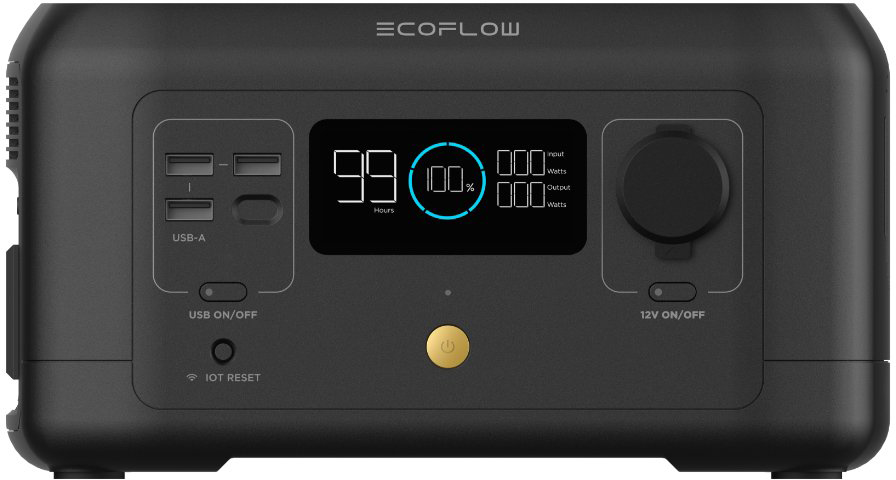 ECOFLOW
99
Hours
100%
000 Input
Watts
000 Output
Watts
USB-A
USB ON/OFF
12V ON/OFF
IOT RESET